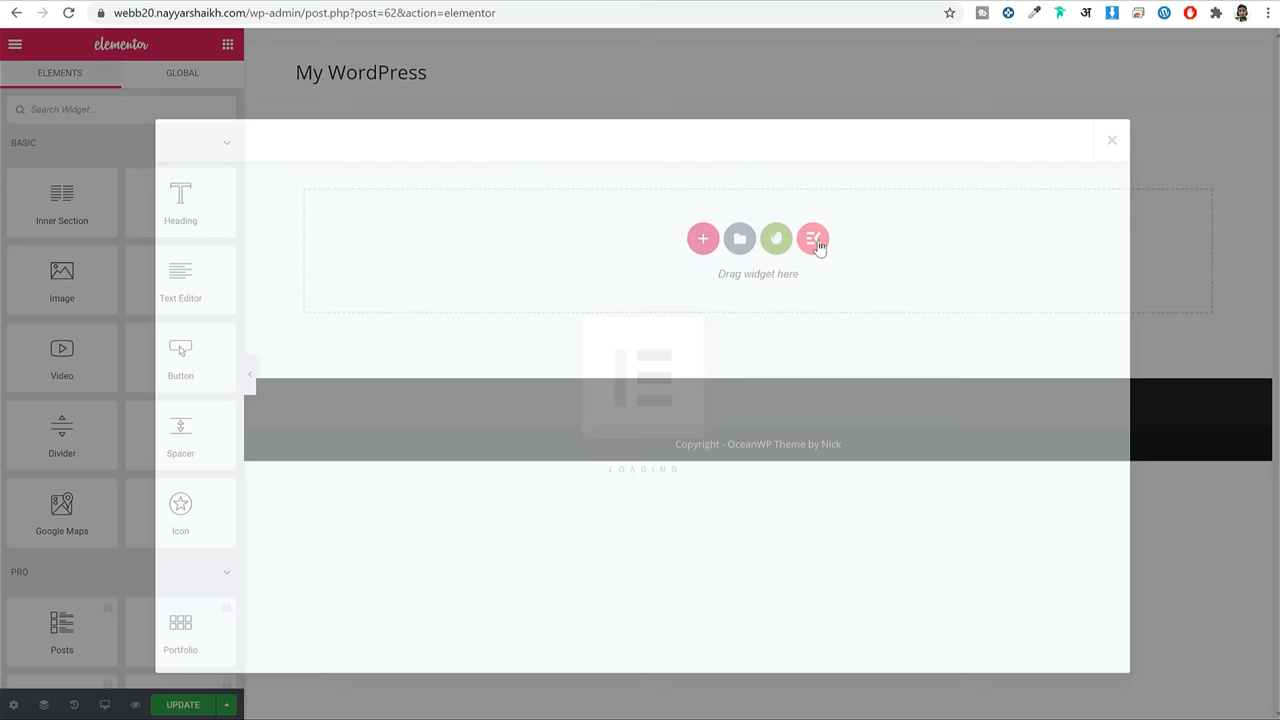 webb20.nayyarshaikh.com/wp-admin/post.php?post=62&action=elementor
elementor
My WordPress
ELEMENTS
GLOBAL
Search Widget...
BASIC
Inner Section
Heading
Image
Text Editor
Video
Button
Divider
Spacer
Google Maps
Icon
PRO
Posts
Portfolio
Drag widget here
Copyright - OceanWP Theme by Nick
LOADING
UPDATE